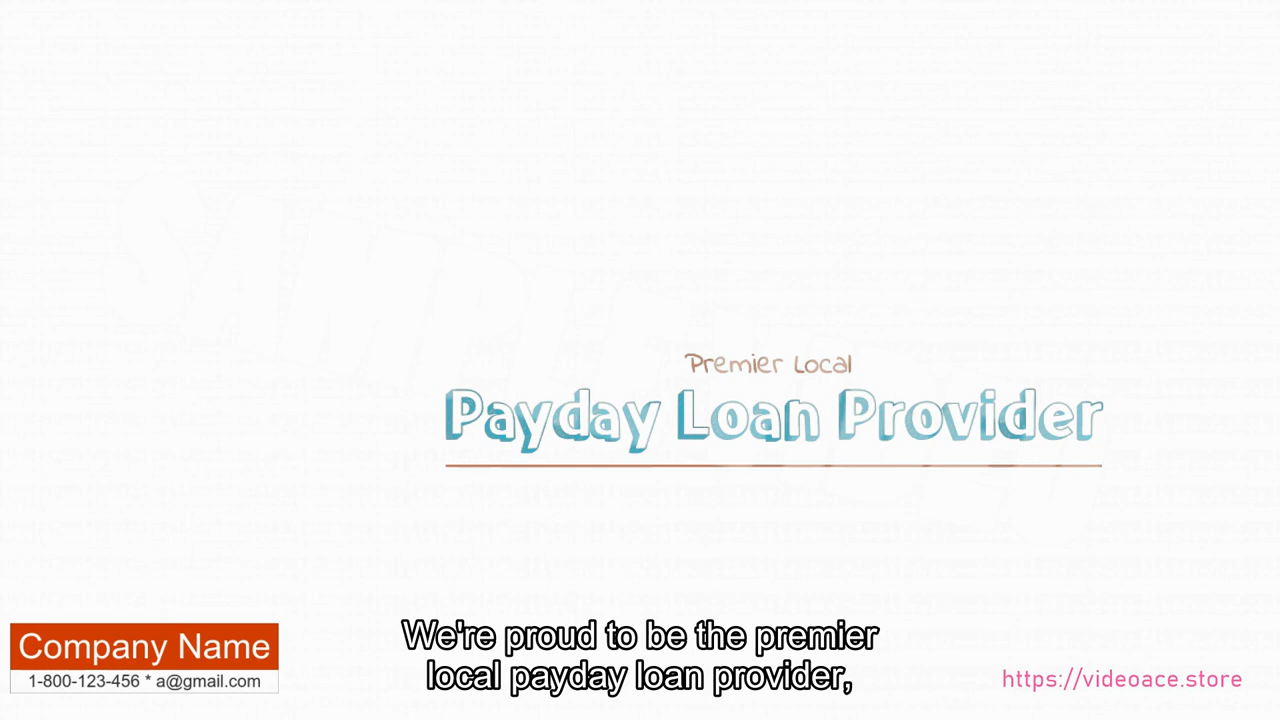 Premier Local
Payday Loan Provider
We're proud to be the premier
local payday loan provider,
Company Name
1-800-123-456 * a@gmail.com
https://videoace.store